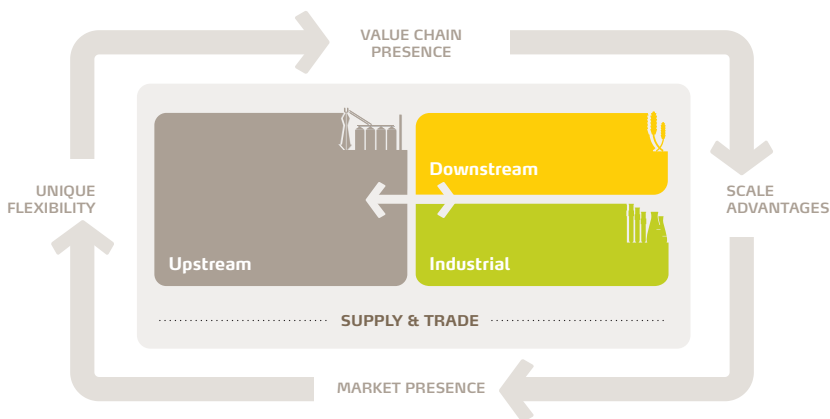 VALUE CHAIN
PRESENCE
Downstream
UNIQUE
FLEXIBILITY
SCALE
ADVANTAGES
Upstream
Industrial
SUPPLY & TRADE
MARKET PRESENCE